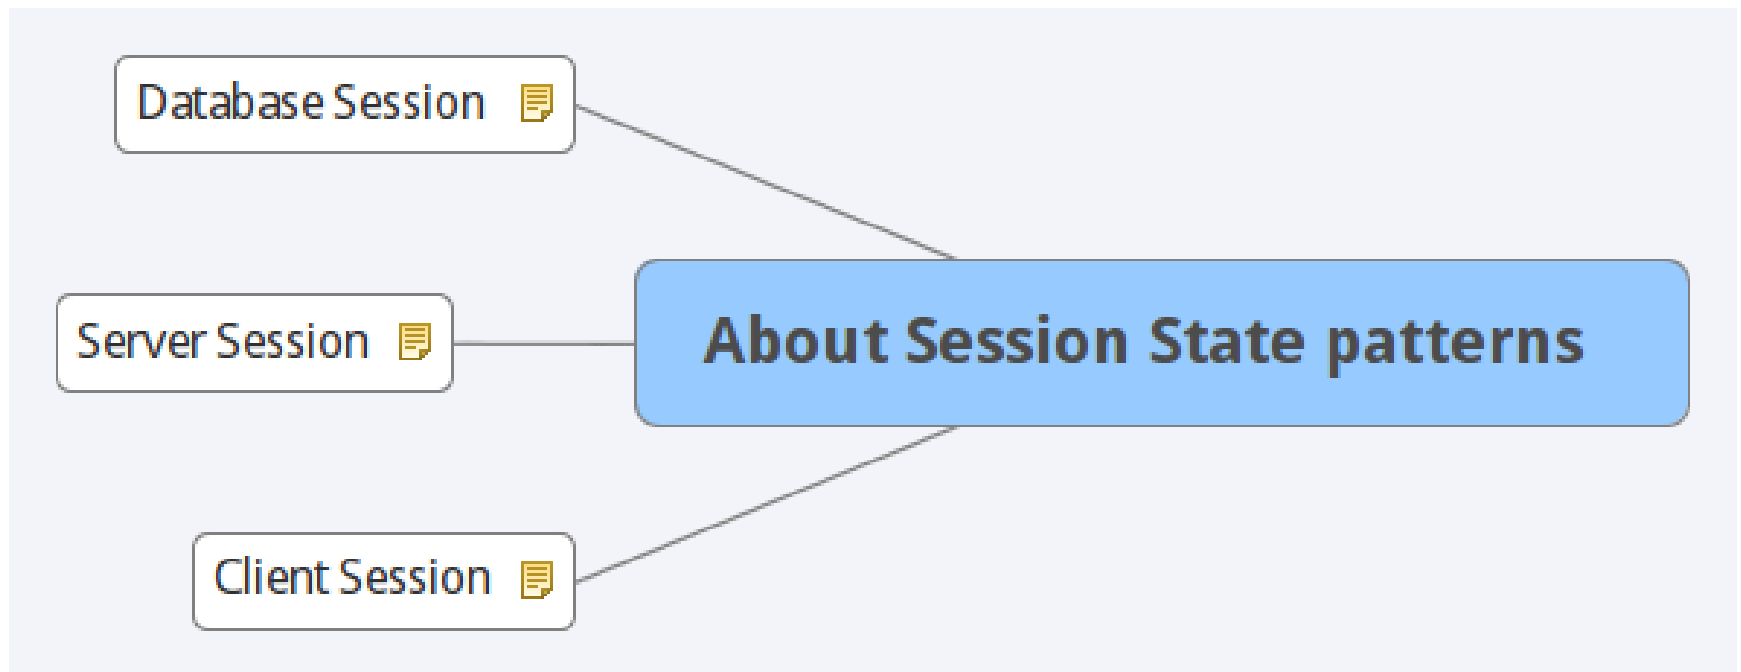 Database Session
Server Session
About Session State patterns
Client Session